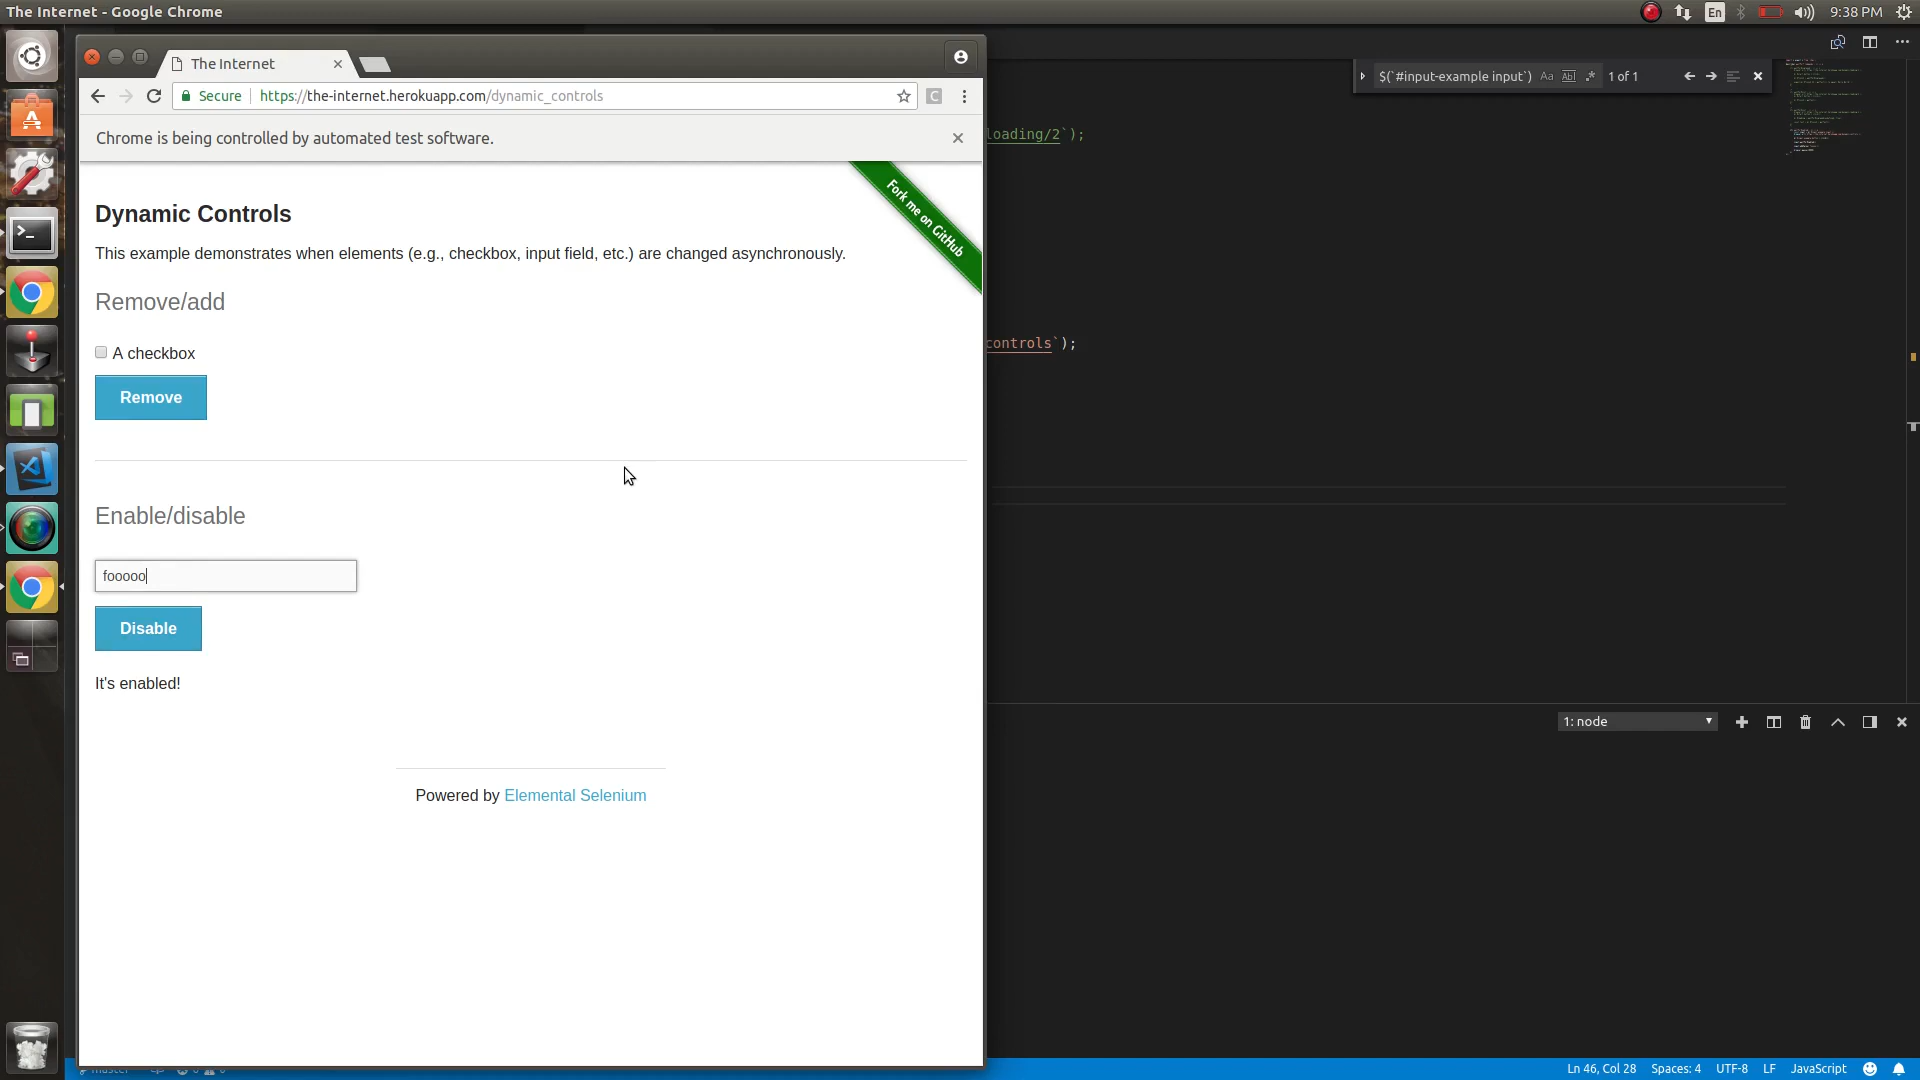 The Internet - Google Chrome
En
9:38 PM
The Internet
Secure
https://the-internet.herokuapp.com/dynamic_controls
C
Chrome is being controlled by automated test software.
Fork me on GitHub
Dynamic Controls
This example demonstrates when elements (e.g., checkbox, input field, etc.) are changed asynchronously.
Remove/add
A checkbox
Remove
Enable/disable
fooooo
Disable
It's enabled!
Powered by Elemental Selenium
$(`#input-example input`)
Aa
Abl
.*
1 of 1
loading/2`);
controls`);
1: node
Ln 46, Col 28
Spaces: 4
UTF-8
LF
JavaScript